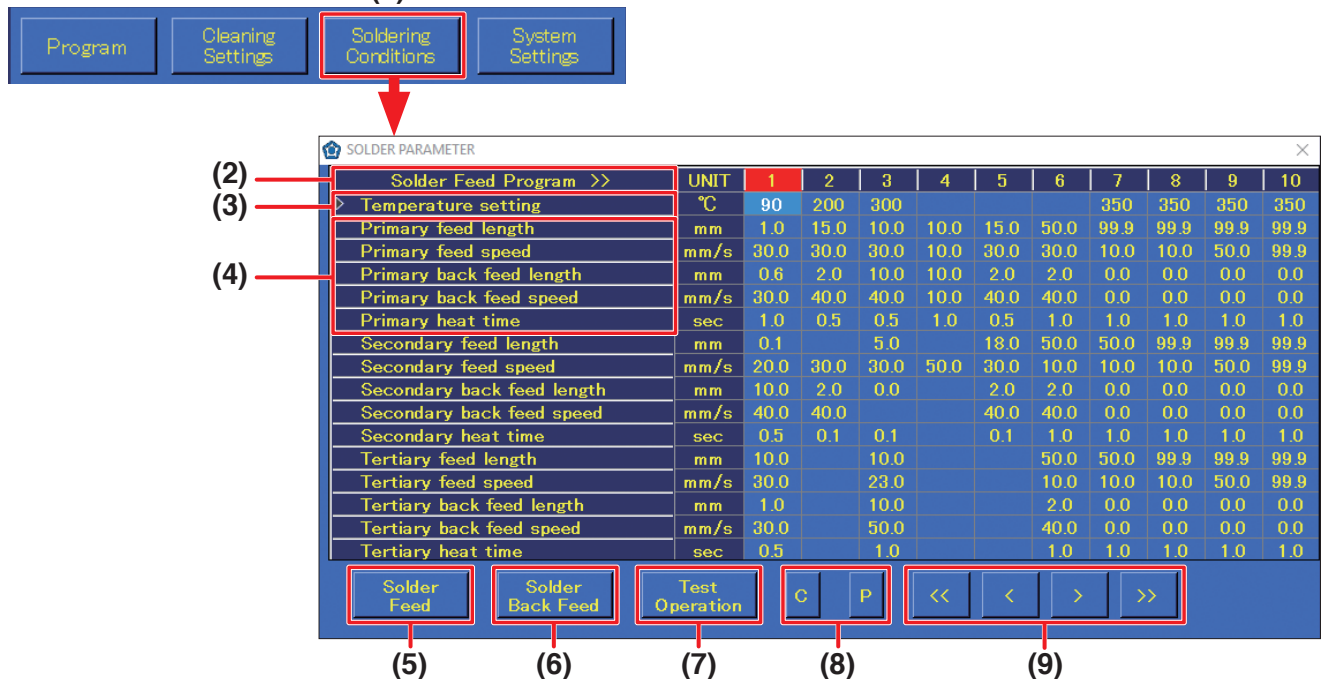 Program Cleaning Settings Soldering Conditions System Settings
SOLDER PARAMETER
(2) Solder Feed Program >> UNIT 1 2 3 4 5 6 7 8 9 10
(3) Temperature setting ℃ 90 200 300 350 350 350 350
Primary feed length mm 1.0 15.0 10.0 10.0 15.0 50.0 99.9 99.9 99.9 99.9
Primary feed speed mm/s 30.0 30.0 30.0 10.0 30.0 30.0 10.0 10.0 50.0 99.9
(4) Primary back feed length mm 0.6 2.0 10.0 10.0 2.0 2.0 0.0 0.0 0.0 0.0
Primary back feed speed mm/s 30.0 40.0 40.0 10.0 40.0 40.0 0.0 0.0 0.0 0.0
Primary heat time sec 1.0 0.5 0.5 1.0 0.5 1.0 1.0 1.0 1.0 1.0
Secondary feed length mm 0.1 5.0 18.0 50.0 50.0 99.9 99.9 99.9
Secondary feed speed mm/s 20.0 30.0 30.0 50.0 30.0 10.0 10.0 10.0 50.0 99.9
Secondary back feed length mm 10.0 2.0 0.0 2.0 2.0 0.0 0.0 0.0 0.0
Secondary back feed speed mm/s 40.0 40.0 40.0 40.0 0.0 0.0 0.0 0.0
Secondary heat time sec 0.5 0.1 0.1 0.1 1.0 1.0 1.0 1.0 1.0
Tertiary feed length mm 10.0 10.0 50.0 50.0 99.9 99.9 99.9
Tertiary feed speed mm/s 30.0 23.0 10.0 10.0 10.0 50.0 99.9
Tertiary back feed length mm 1.0 10.0 2.0 0.0 0.0 0.0 0.0
Tertiary back feed speed mm/s 30.0 50.0 40.0 0.0 0.0 0.0 0.0
Tertiary heat time sec 0.5 1.0 1.0 1.0 1.0 1.0 1.0
Solder Feed Solder Back Feed Test Operation C P << < > >>
(5) (6) (7) (8) (9)